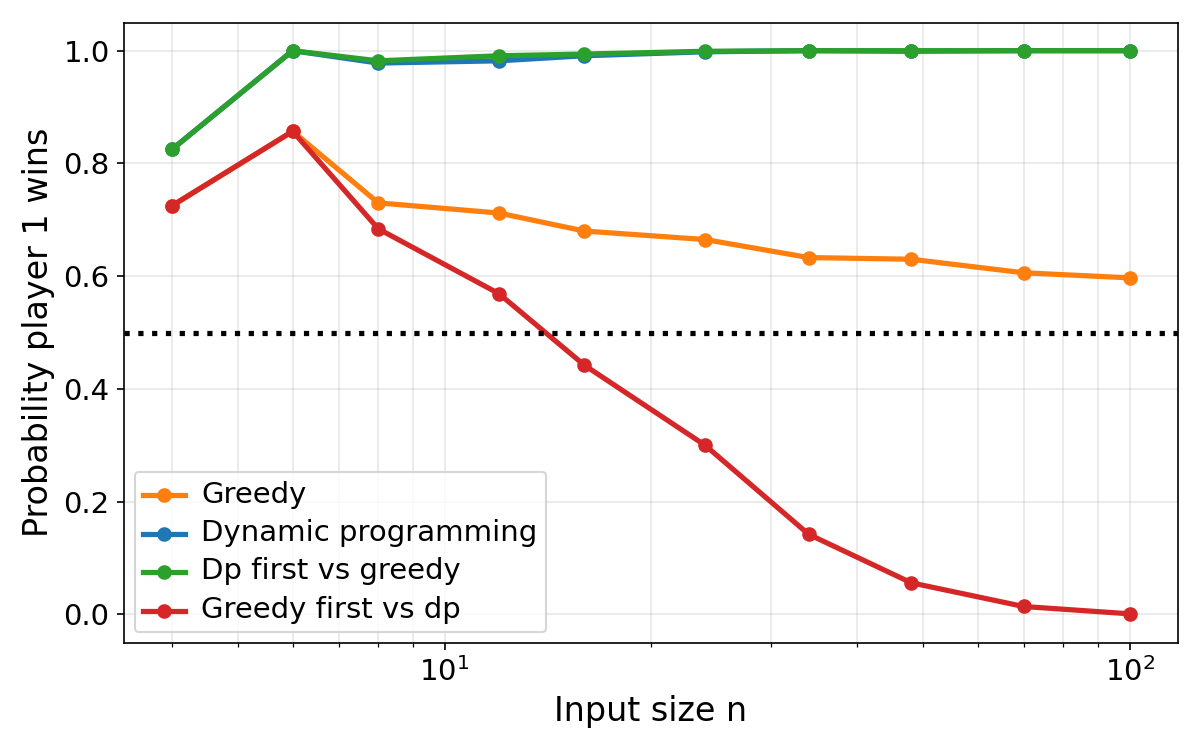 Probability player 1 wins
1.0
0.8
0.6
0.4
0.2
0.0
Greedy
Dynamic programming
Dp first vs greedy
Greedy first vs dp
10¹
10²
Input size n